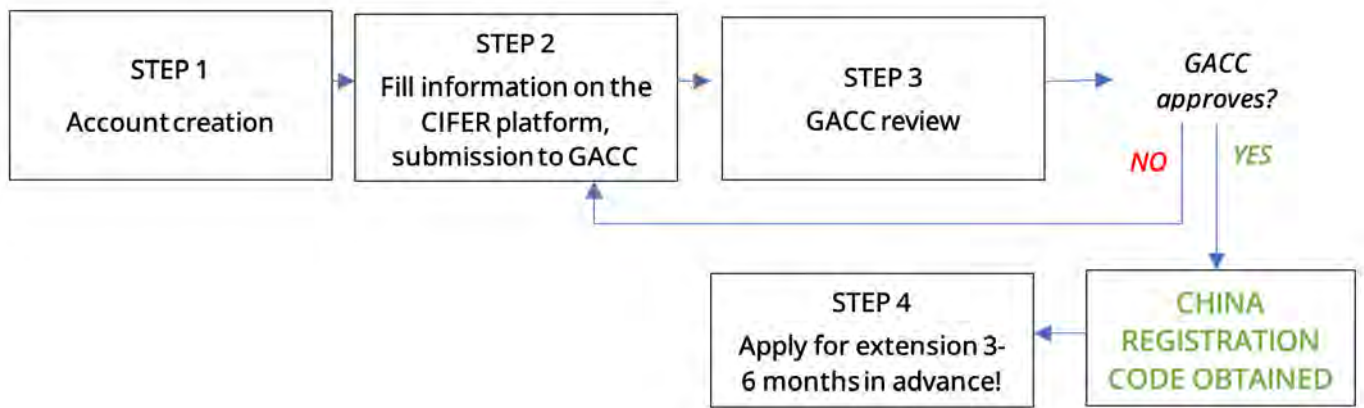 STEP 1
Account creation
STEP 2
Fill information on the
CIFER platform,
submission to GACC
STEP 3
GACC review
GACC
approves?
NO
YES
STEP 4
Apply for extension 3-
6 months in advance!
CHINA
REGISTRATION
CODE OBTAINED